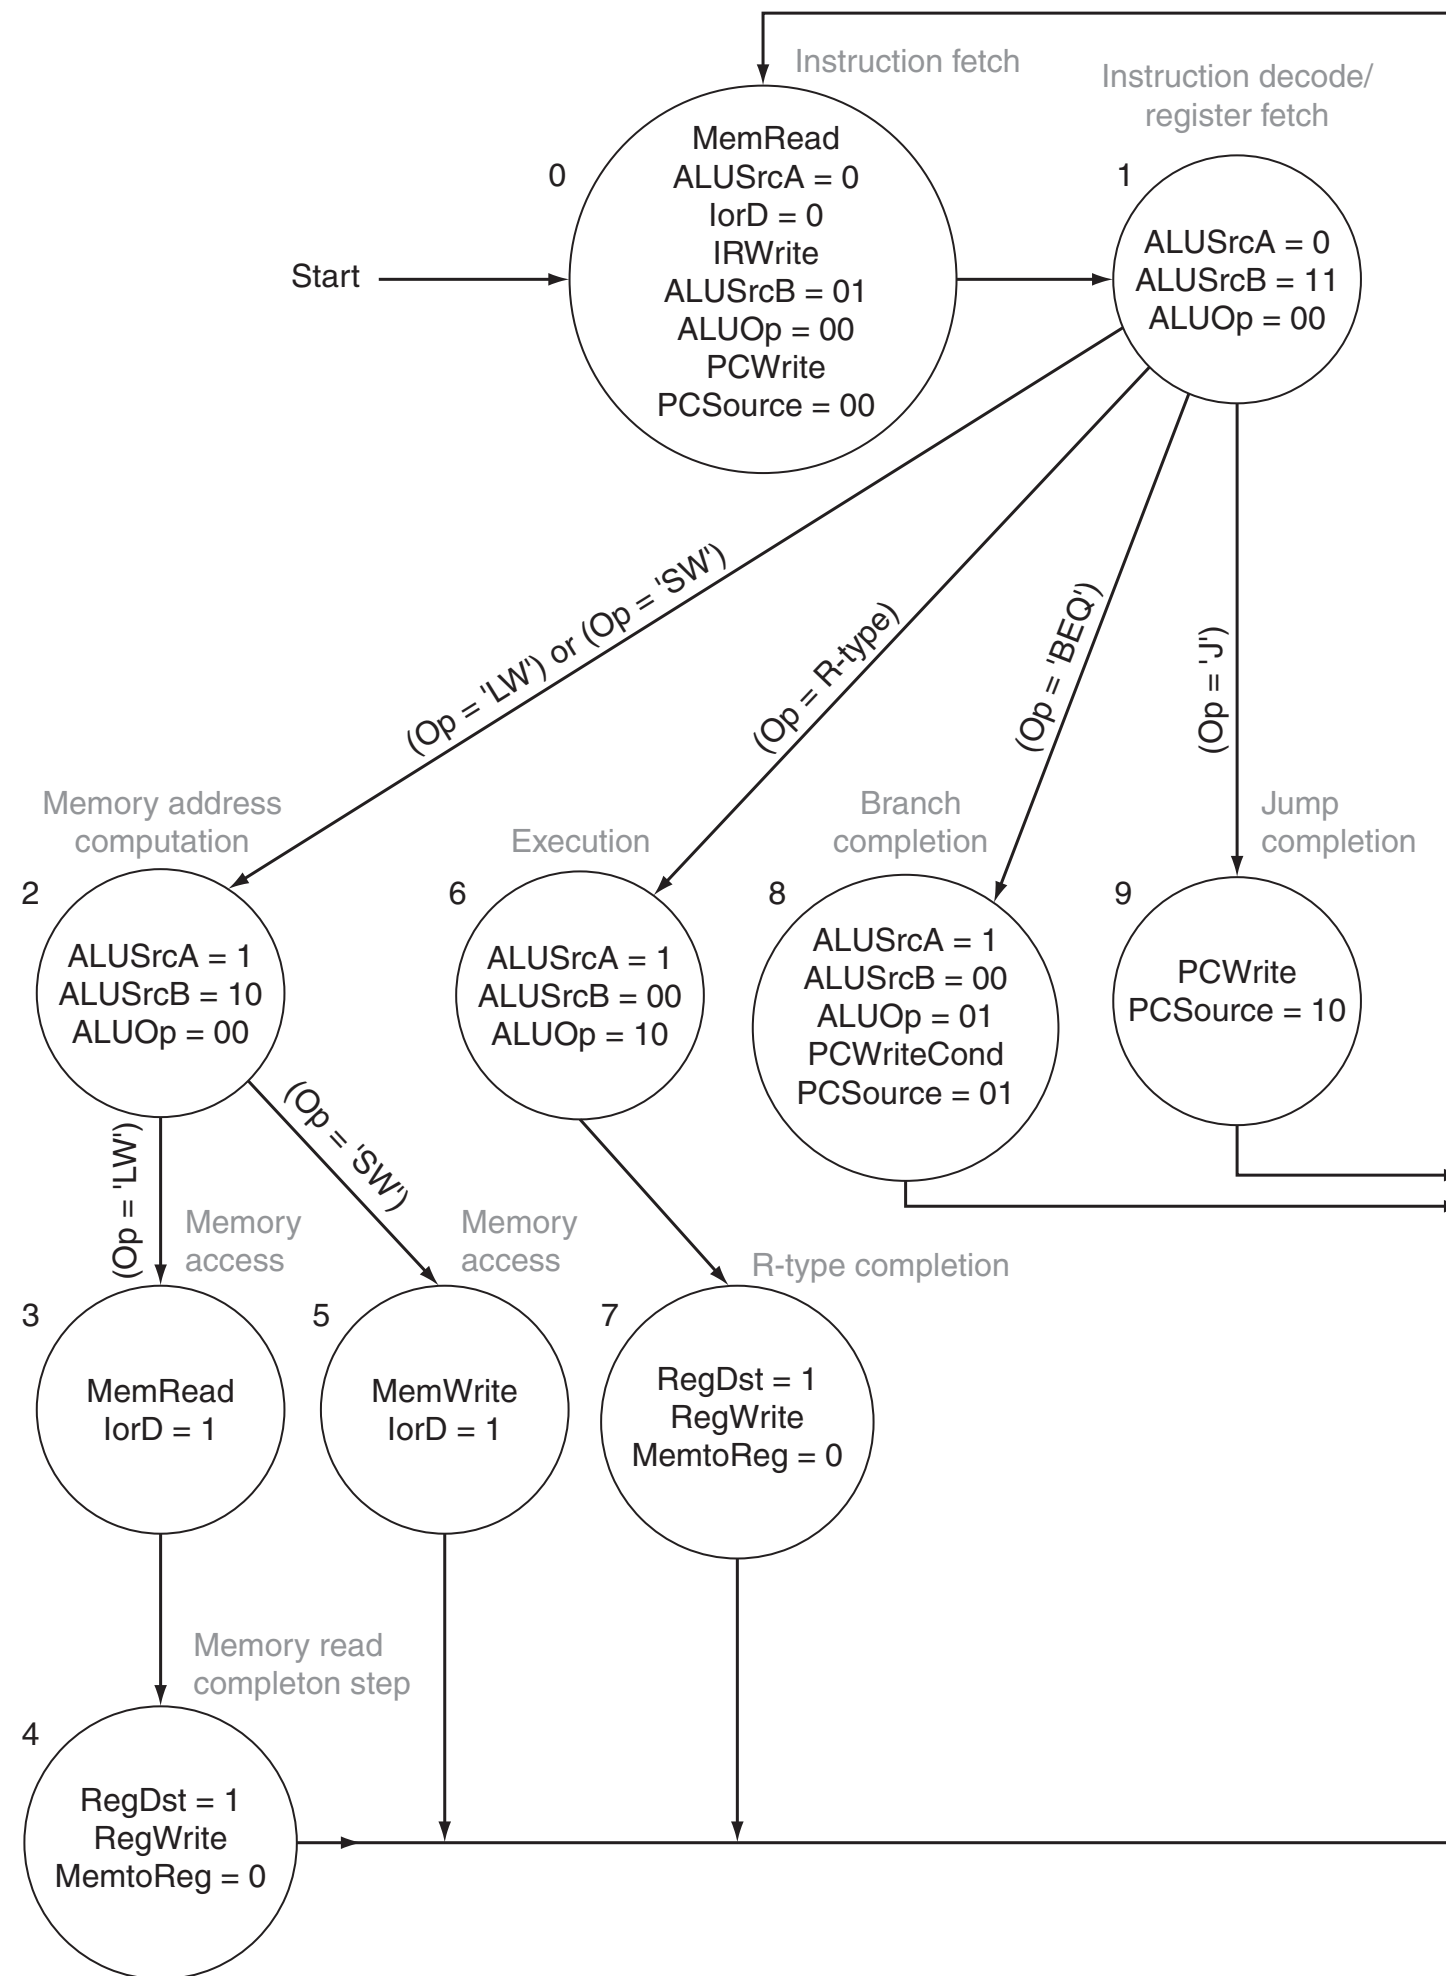 Instruction fetch
Instruction decode/
register fetch
0
MemRead
ALUSrcA = 0
IorD = 0
IRWrite
ALUSrcB = 01
ALUOp = 00
PCWrite
PCSource = 00
1
ALUSrcA = 0
ALUSrcB = 11
ALUOp = 00
Start
(Op = 'LW') or (Op = 'SW')
(Op = R-type)
(Op = 'BEQ')
(Op = 'J')
Memory address
computation
2
ALUSrcA = 1
ALUSrcB = 10
ALUOp = 00
Execution
6
ALUSrcA = 1
ALUSrcB = 00
ALUOp = 10
Branch
completion
8
ALUSrcA = 1
ALUSrcB = 00
ALUOp = 01
PCWriteCond
PCSource = 01
Jump
completion
9
PCWrite
PCSource = 10
(Op = 'LW')
(Op = 'SW')
Memory
access
3
MemRead
IorD = 1
Memory
access
5
MemWrite
IorD = 1
R-type completion
7
RegDst = 1
RegWrite
MemtoReg = 0
Memory read
completon step
4
RegDst = 1
RegWrite
MemtoReg = 0